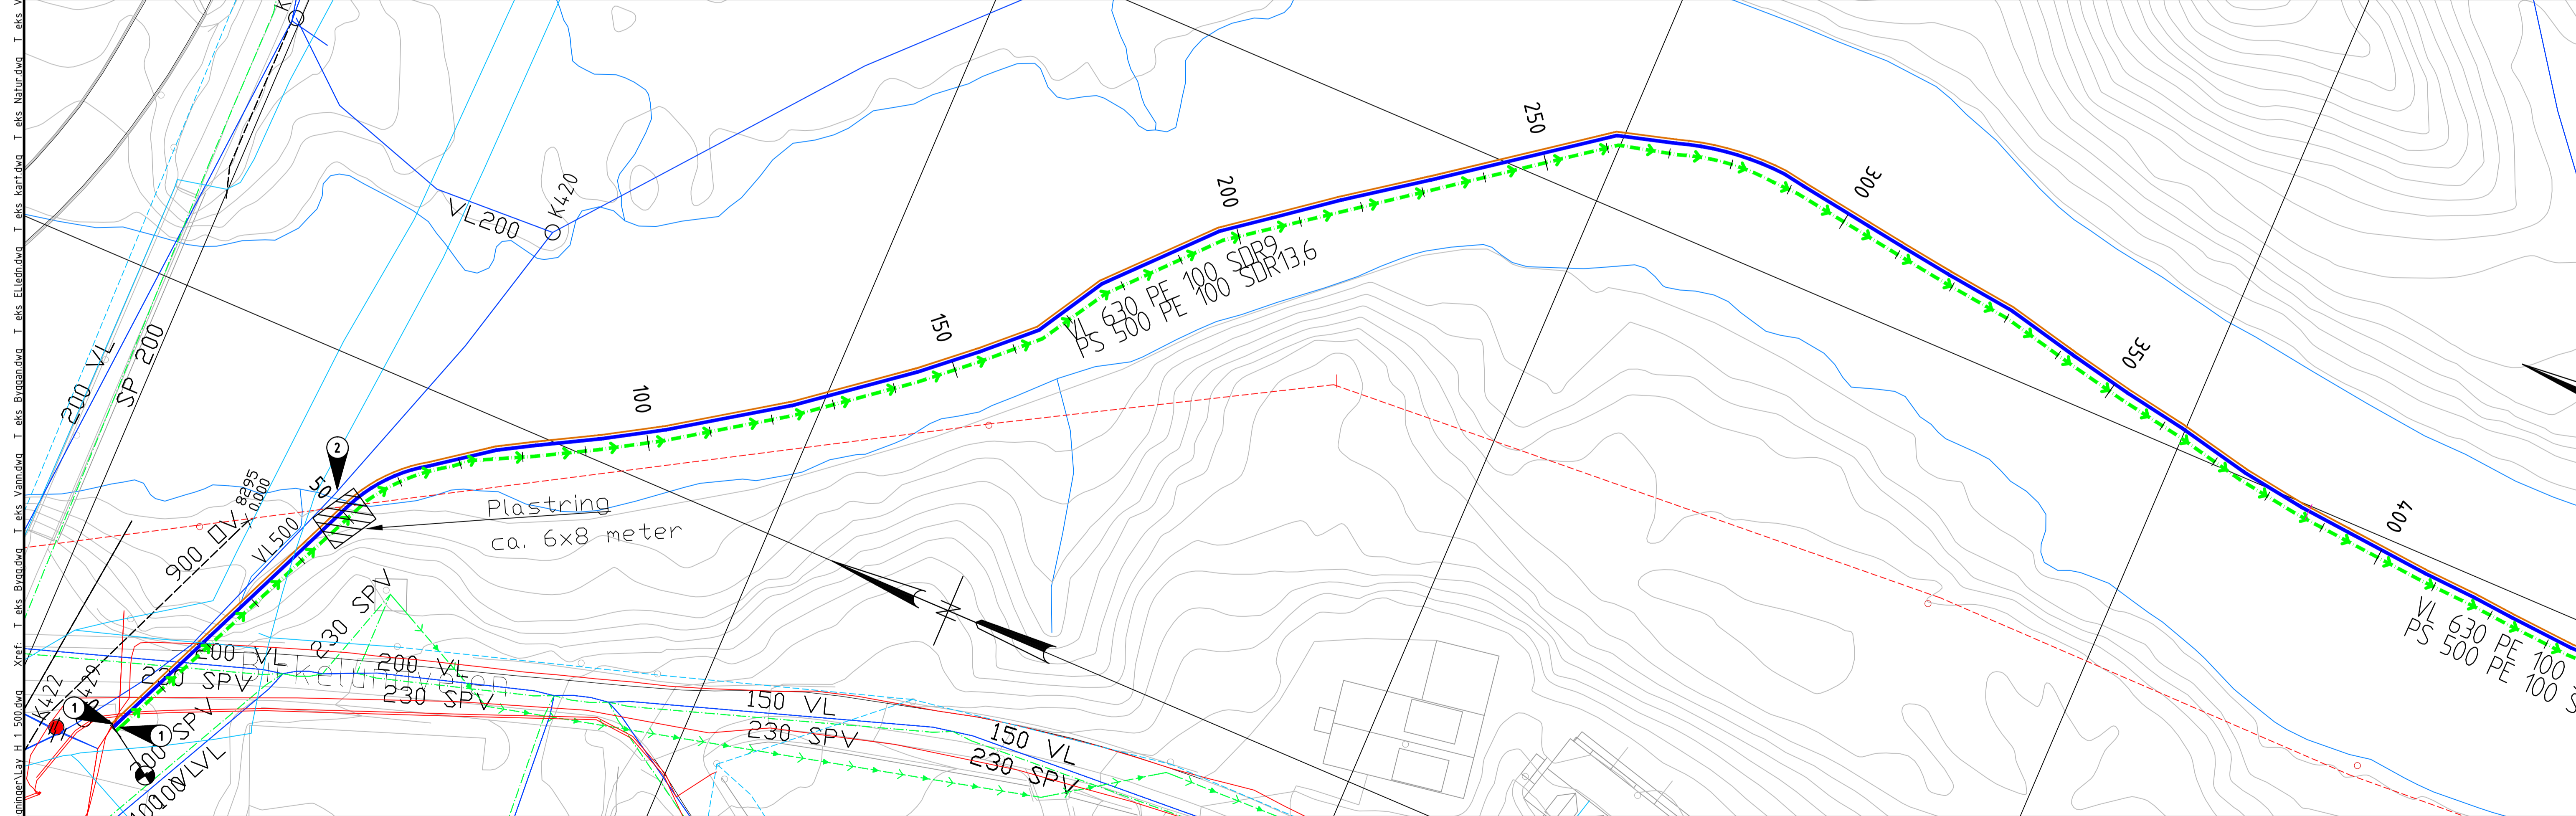 Xref: T eks Bygg.dwg T eks Vann.dwg T eks Byggan.dwg T eks Elledn.dwg T eks kart.dwg T eks Natur.dwg T eks V
Lay H 1 500.dwg
200 VL
SP 200
VL200
K420
50
100
150
200
250
300
350
400
2
VL 630 PE 100 SDR9
PS 500 PE 100 SDR13,6
Plastring
ca. 6x8 meter
900 OV
8295
0.000
VL500
SPV
230
N
200 VL
230 SPV
200 VL
230 SPV
150 VL
230 SPV
150 VL
230 SPV
K422
1
1
SPV
200
VL 630 PE 100
PS 500 PE 100 S